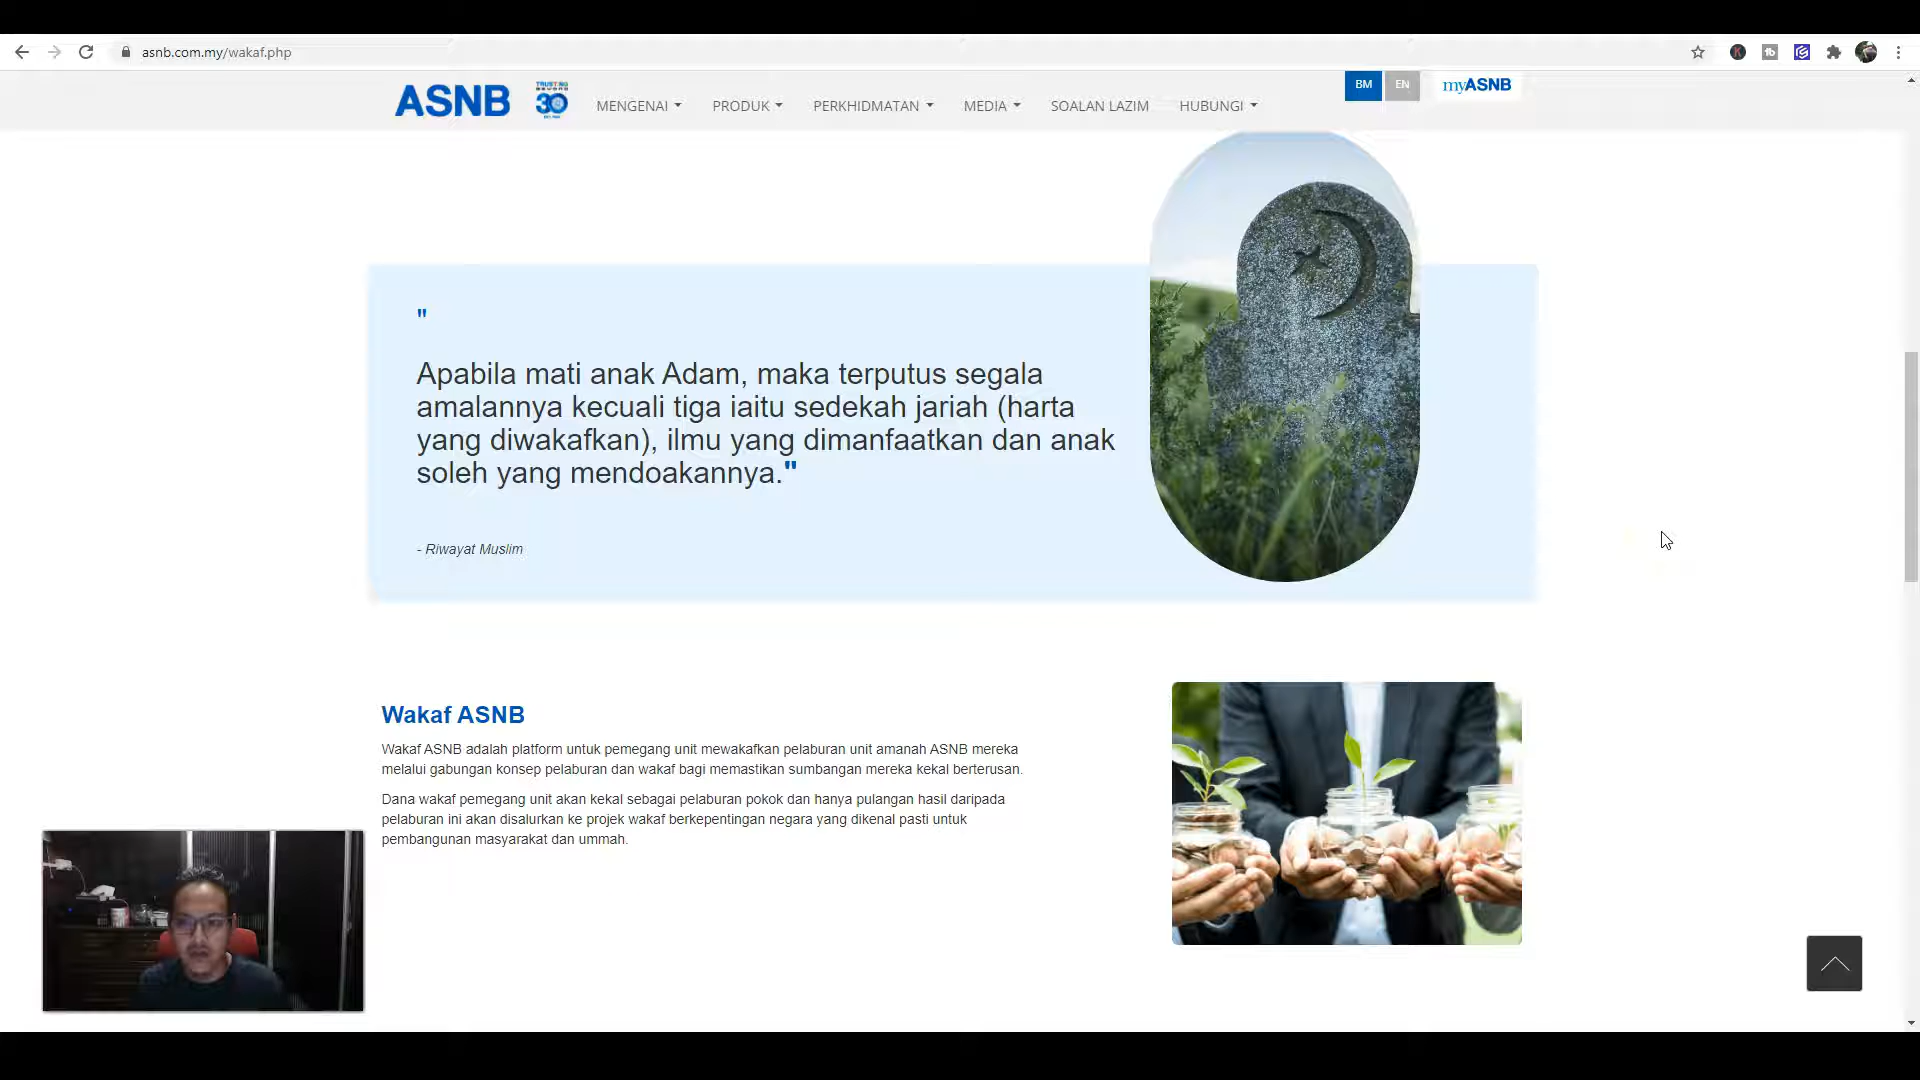 asnb.com.my/wakaf.php
ASNB
TRUSTING
BEYOND
30
MENGENAI
PRODUK
PERKHIDMATAN
MEDIA
SOALAN LAZIM
HUBUNGI
BM
EN
myASNB
"
Apabila mati anak Adam, maka terputus segala
amalannya kecuali tiga iaitu sedekah jariah (harta
yang diwakafkan), ilmu yang dimanfaatkan dan anak
soleh yang mendoakannya."
- Riwayat Muslim
Wakaf ASNB
Wakaf ASNB adalah platform untuk pemegang unit mewakafkan pelaburan unit amanah ASNB mereka
melalui gabungan konsep pelaburan dan wakaf bagi memastikan sumbangan mereka kekal berterusan.
Dana wakaf pemegang unit akan kekal sebagai pelaburan pokok dan hanya pulangan hasil daripada
pelaburan ini akan disalurkan ke projek wakaf berkepentingan negara yang dikenal pasti untuk
pembangunan masyarakat dan ummah.